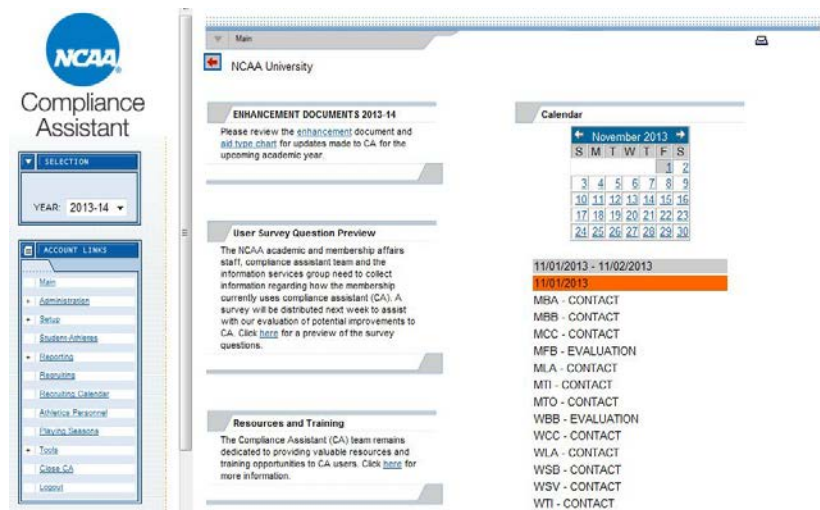 NCAA
Compliance
Assistant
SELECTION
YEAR: 2013-14
ACCOUNT LINKS
Main
Administration
Setup
Student Athletes
Reporting
Recruiting
Recruiting Calendar
Athletics Personnel
Playing Seasons
Tools
Close CA
Logout
Main
NCAA University
ENHANCEMENT DOCUMENTS 2013-14
Please review the enhancement document and
aid type chart for updates made to CA for the
upcoming academic year.
User Survey Question Preview
The NCAA academic and membership affairs
staff, compliance assistant team and the
information services group need to collect
information regarding how the membership
currently uses compliance assistant (CA). A
survey will be distributed next week to assist
with our evaluation of potential improvements to
CA. Click here for a preview of the survey
questions.
Resources and Training
The Compliance Assistant (CA) team remains
dedicated to providing valuable resources and
training opportunities to CA users. Click here for
more information.
Calendar
November 2013
S M T W T F S
1 2
3 4 5 6 7 8 9
10 11 12 13 14 15 16
17 18 19 20 21 22 23
24 25 26 27 28 29 30
11/01/2013 - 11/02/2013
11/01/2013
MBA - CONTACT
MBB - CONTACT
MCC - CONTACT
MFB - EVALUATION
MLA - CONTACT
MTI - CONTACT
MTO - CONTACT
WBB - EVALUATION
WCC - CONTACT
WLA - CONTACT
WSB - CONTACT
WSV - CONTACT
WTI - CONTACT